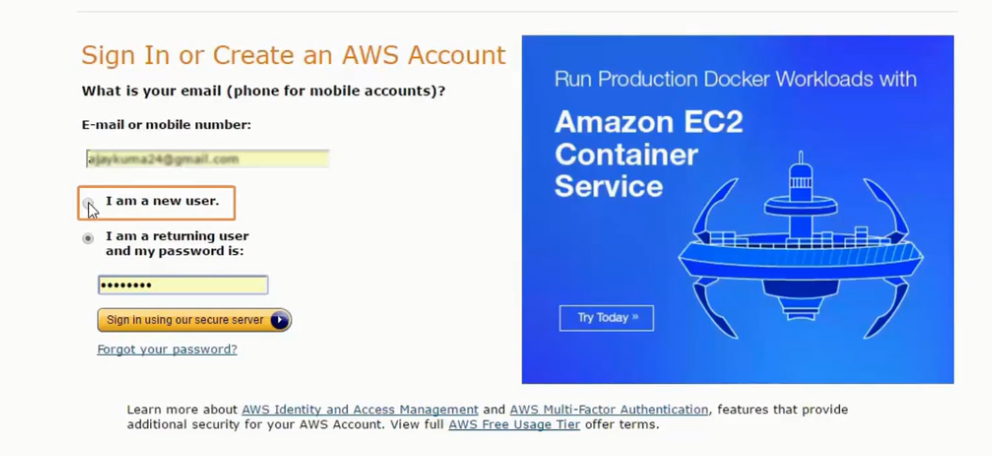 Sign In or Create an AWS Account
What is your email (phone for mobile accounts)?
E-mail or mobile number:
I am a new user.
I am a returning user
and my password is:
••••••••
Sign in using our secure server
Forgot your password?
Run Production Docker Workloads with
Amazon EC2
Container
Service
Try Today »
Learn more about AWS Identity and Access Management and AWS Multi-Factor Authentication, features that provide
additional security for your AWS Account. View full AWS Free Usage Tier offer terms.